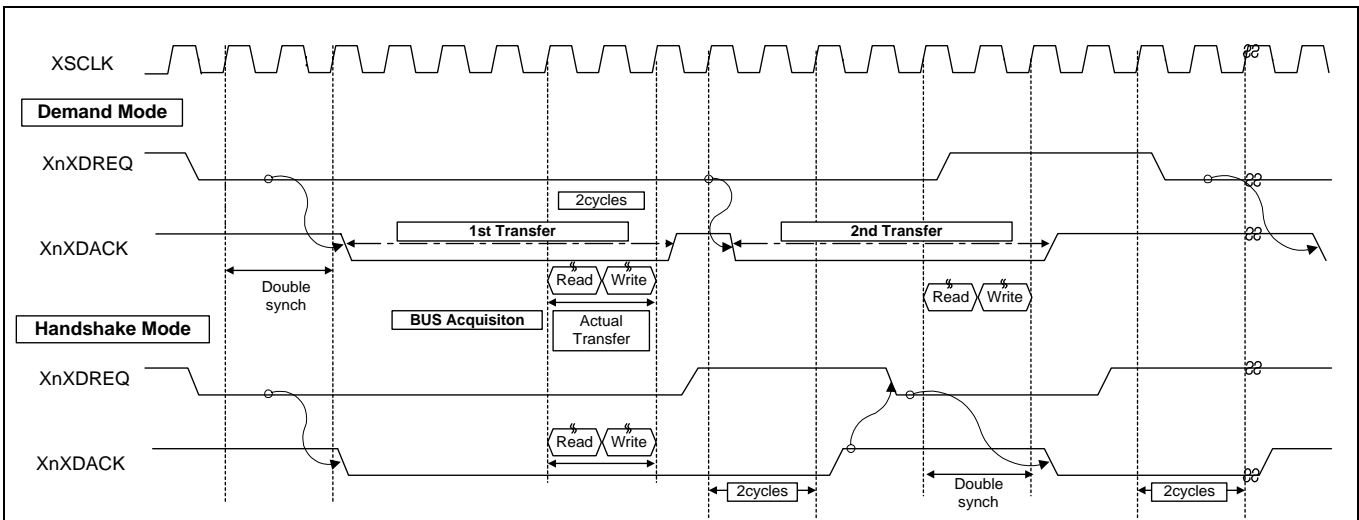 XSCLK
Demand Mode
XnXDREQ
2cycles
XnXDACK
1st Transfer
2nd Transfer
Double
synch
Read
Write
Read
Write
BUS Acquisiton
Actual
Transfer
Handshake Mode
XnXDREQ
Read
Write
XnXDACK
2cycles
Double
synch
2cycles